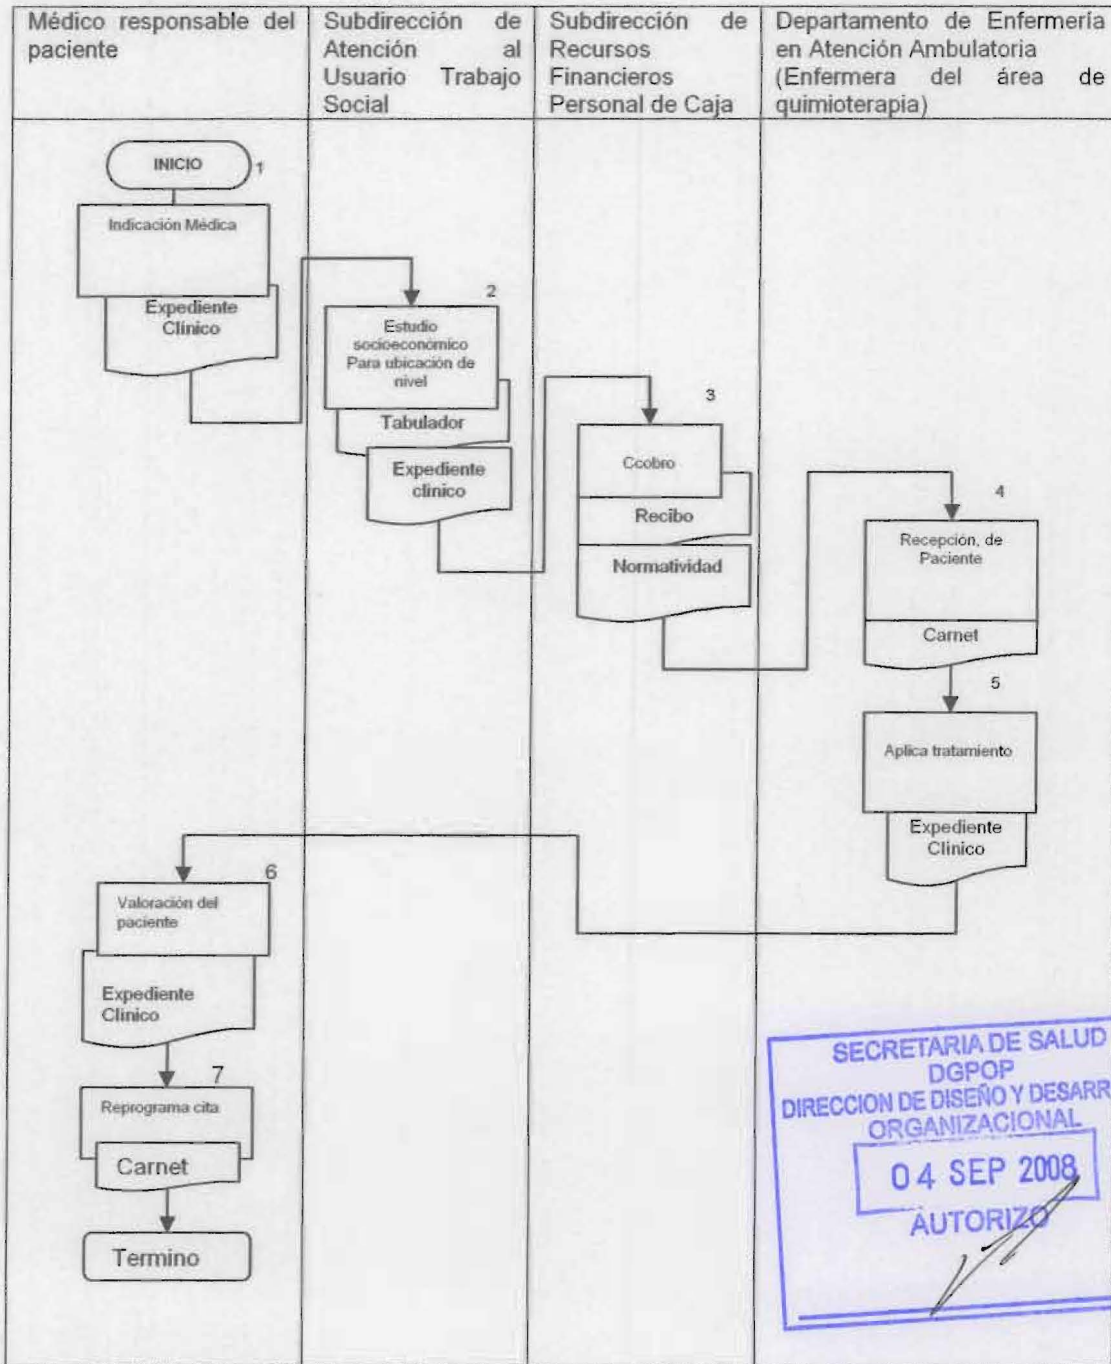 Médico responsable del
paciente
Subdirección de
Atención al
Usuario Trabajo
Social
Subdirección de
Recursos
Financieros
Personal de Caja
Departamento de Enfermería
en Atención Ambulatoria
(Enfermera del área de
quimioterapia)
INICIO
1
Indicación Médica
Expediente
Clínico
2
Estudio
socioeconómico
Para ubicación de
nivel
Tabulador
Expediente
clínico
3
Ccobro
Recibo
Normatividad
4
Recepción, de
Paciente
Carnet
5
Aplica tratamiento
Expediente
Clínico
6
Valoración del
paciente
Expediente
Clínico
7
Reprograma cita
Carnet
Termino
SECRETARIA DE SALUD
DGPOP
DIRECCION DE DISEÑO Y DESARR
ORGANIZACIONAL
04 SEP 2008
AUTORIZO